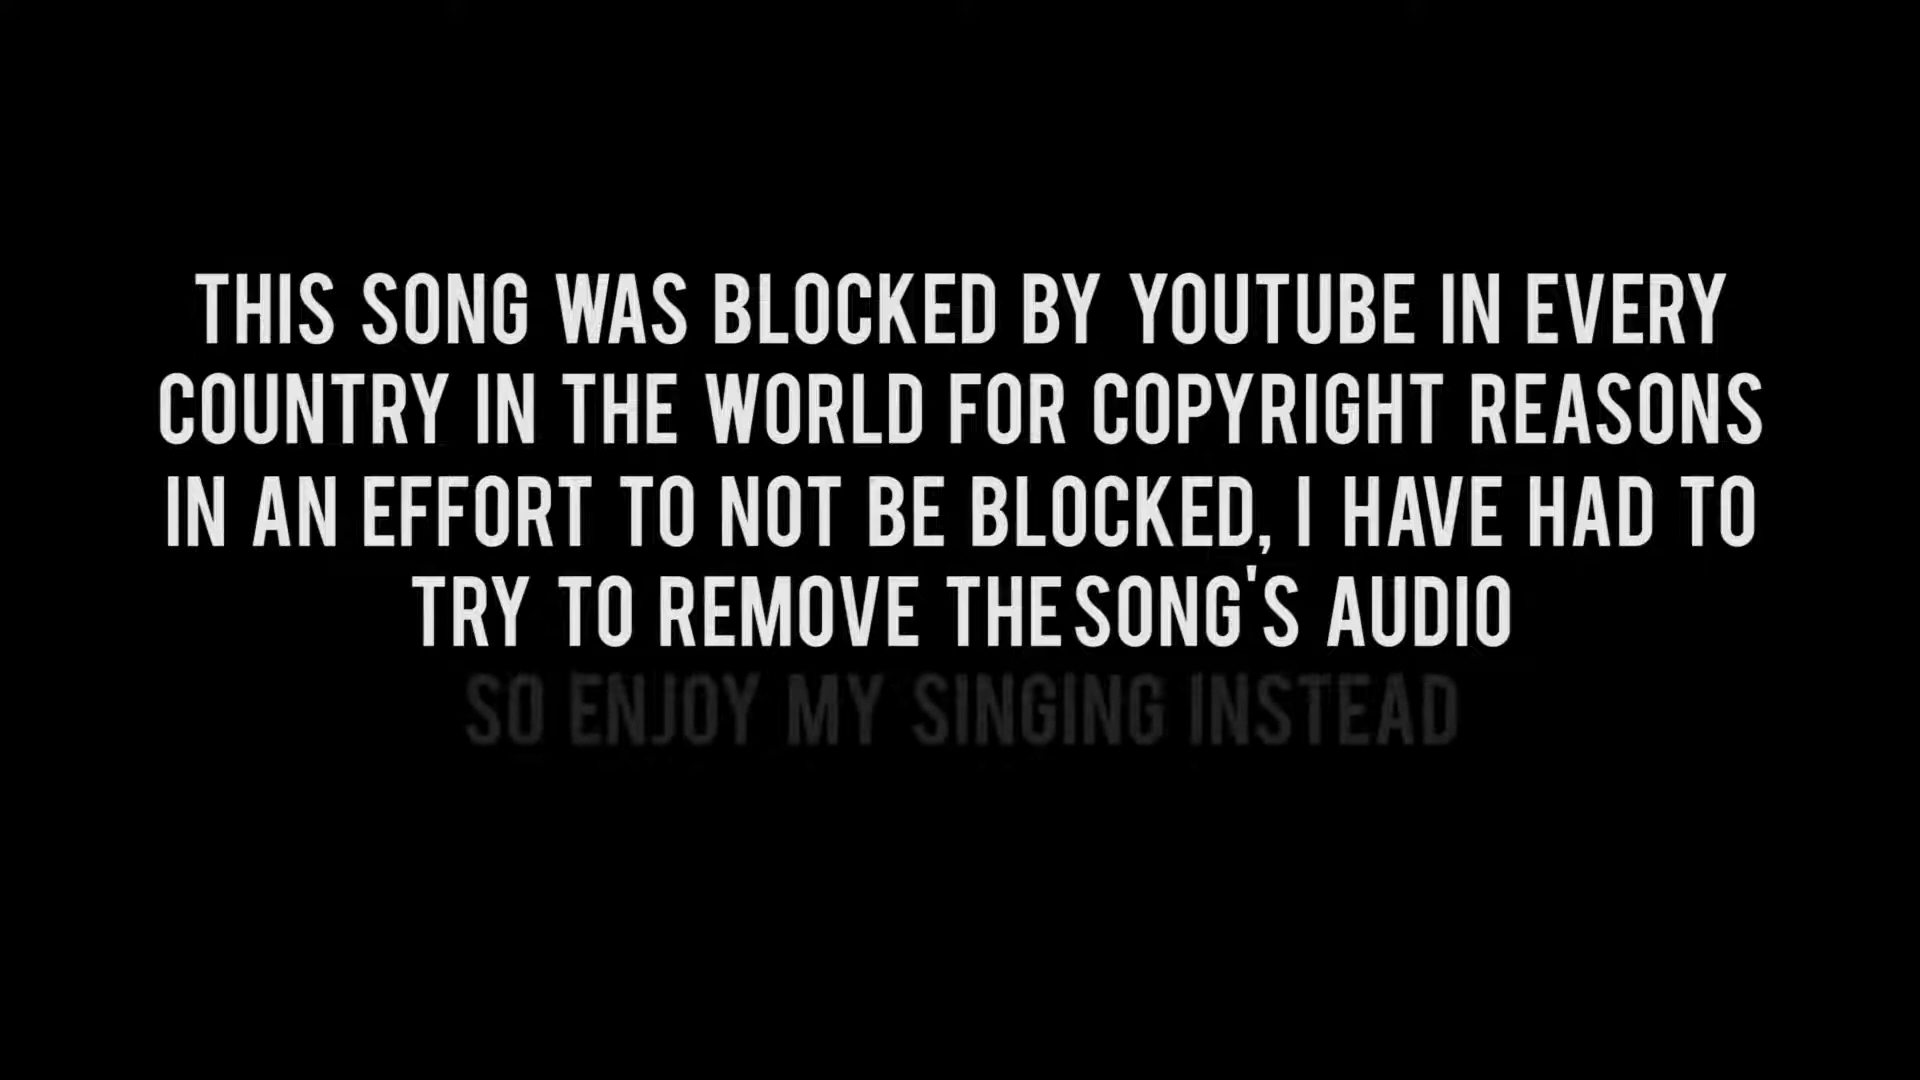 THIS SONG WAS BLOCKED BY YOUTUBE IN EVERY
COUNTRY IN THE WORLD FOR COPYRIGHT REASONS
IN AN EFFORT TO NOT BE BLOCKED, I HAVE HAD TO
TRY TO REMOVE THE SONG'S AUDIO
SO ENJOY MY SINGING INSTEAD